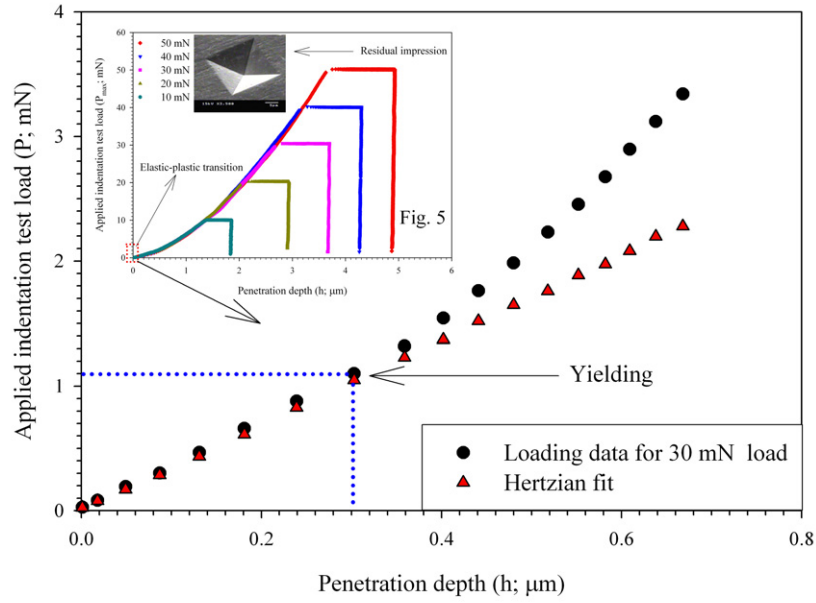 4
3
2
1
0
Applied indentation test load (P; mN)
0.0
0.2
0.4
0.6
0.8
Penetration depth (h; μm)
60
50
40
30
20
10
0
Applied indentation test load (Pmax; mN)
50 mN
40 mN
30 mN
20 mN
10 mN
Residual impression
Elastic-plastic transition
Fig. 5
0
1
2
3
4
5
6
Penetration depth (h; μm)
Yielding
Loading data for 30 mN load
Hertzian fit